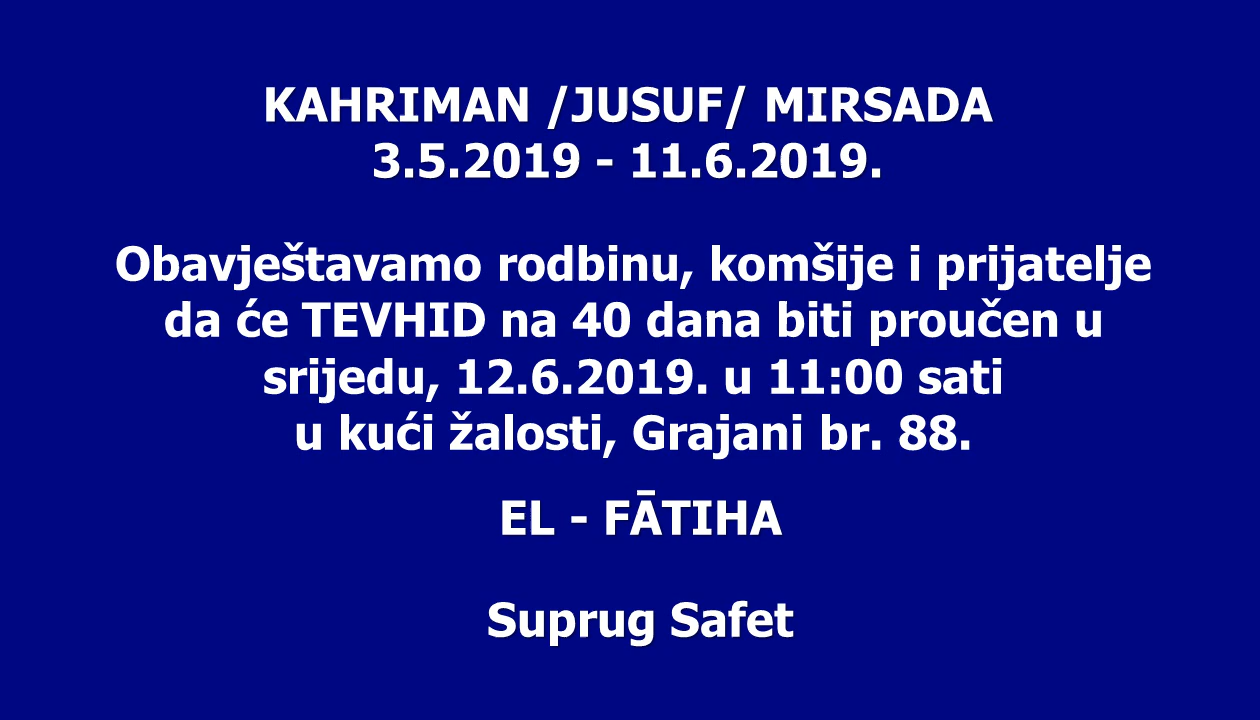 KAHRIMAN /JUSUF/ MIRSADA
3.5.2019 - 11.6.2019.
Obavještavamo rodbinu, komšije i prijatelje
da će TEVHID na 40 dana biti proučen u
srijedu, 12.6.2019. u 11:00 sati
u kući žalosti, Grajani br. 88.
EL - FĀTIHA
Suprug Safet